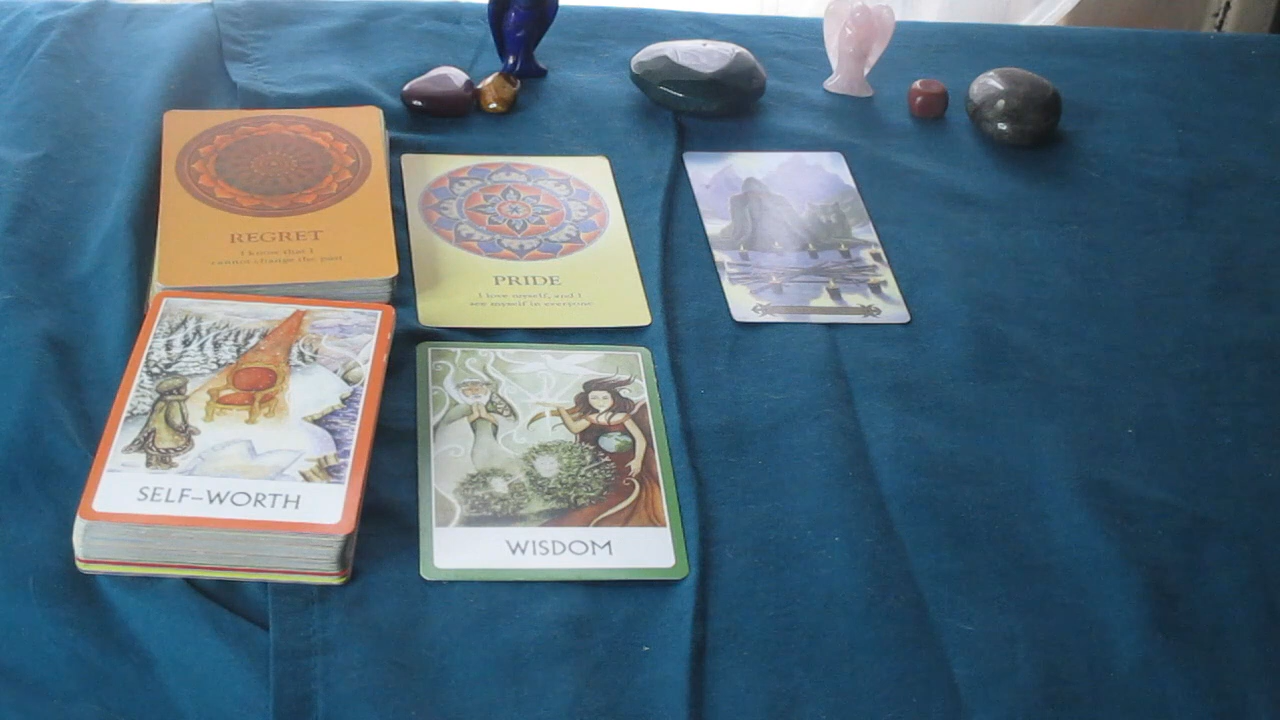 REGRET
I know that I
cannot change the past
PRIDE
I love myself, and I
see myself in everyone
SELF-WORTH
WISDOM